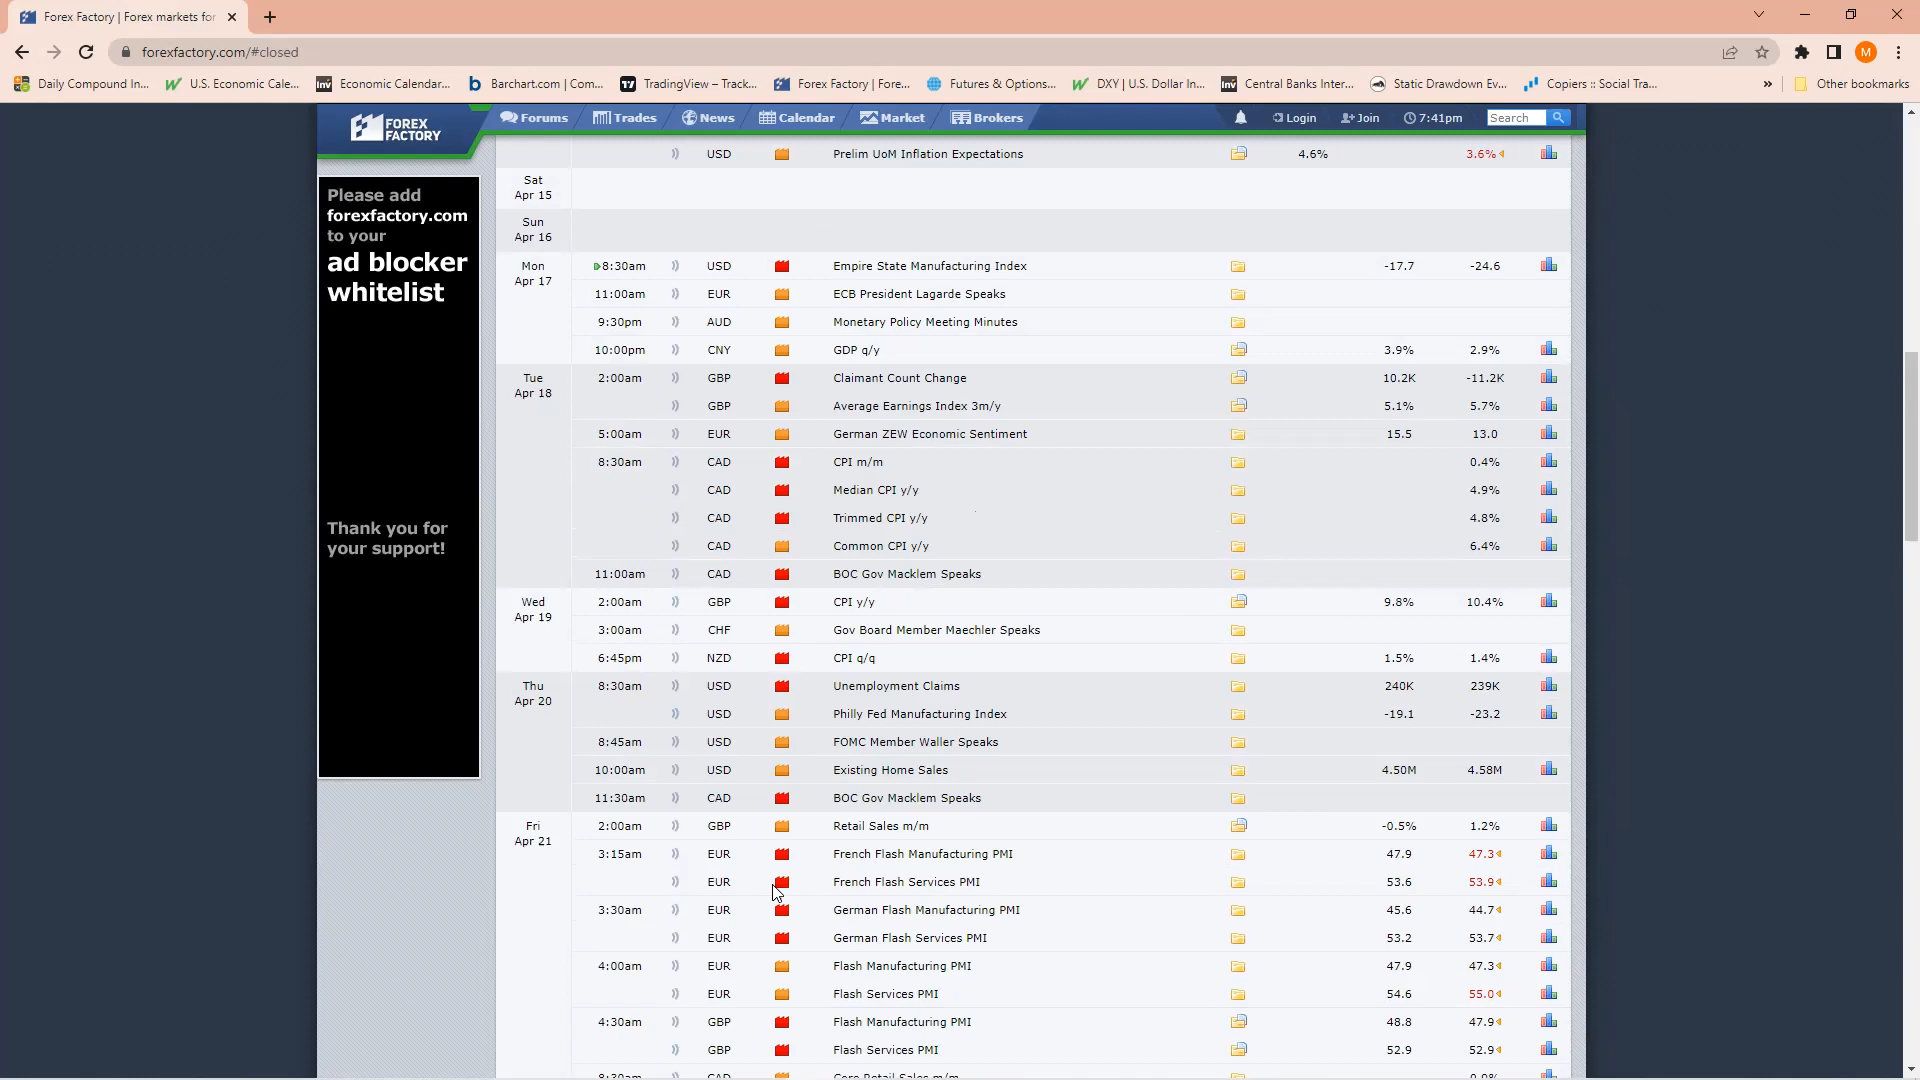 Forex Factory | Forex markets for
forexfactory.com/#closed
M
Daily Compound In... U.S. Economic Cale... Economic Calendar... Barchart.com | Com... TradingView – Track... Forex Factory | Fore... Futures & Options... DXY | U.S. Dollar In... Central Banks Inter... Static Drawdown Ev... Copiers :: Social Tra... » Other bookmarks
FOREX FACTORY Forums Trades News Calendar Market Brokers Login Join 7:41pm Search
Please add
forexfactory.com
to your
ad blocker
whitelist
Thank you for
your support!
USD Prelim UoM Inflation Expectations 4.6% 3.6%
Sat
Apr 15
Sun
Apr 16
Mon
Apr 17
8:30am USD Empire State Manufacturing Index -17.7 -24.6
11:00am EUR ECB President Lagarde Speaks
9:30pm AUD Monetary Policy Meeting Minutes
10:00pm CNY GDP q/y 3.9% 2.9%
Tue
Apr 18
2:00am GBP Claimant Count Change 10.2K -11.2K
GBP Average Earnings Index 3m/y 5.1% 5.7%
5:00am EUR German ZEW Economic Sentiment 15.5 13.0
8:30am CAD CPI m/m 0.4%
CAD Median CPI y/y 4.9%
CAD Trimmed CPI y/y 4.8%
CAD Common CPI y/y 6.4%
11:00am CAD BOC Gov Macklem Speaks
Wed
Apr 19
2:00am GBP CPI y/y 9.8% 10.4%
3:00am CHF Gov Board Member Maechler Speaks
6:45pm NZD CPI q/q 1.5% 1.4%
Thu
Apr 20
8:30am USD Unemployment Claims 240K 239K
USD Philly Fed Manufacturing Index -19.1 -23.2
8:45am USD FOMC Member Waller Speaks
10:00am USD Existing Home Sales 4.50M 4.58M
11:30am CAD BOC Gov Macklem Speaks
Fri
Apr 21
2:00am GBP Retail Sales m/m -0.5% 1.2%
3:15am EUR French Flash Manufacturing PMI 47.9 47.3
EUR French Flash Services PMI 53.6 53.9
3:30am EUR German Flash Manufacturing PMI 45.6 44.7
EUR German Flash Services PMI 53.2 53.7
4:00am EUR Flash Manufacturing PMI 47.9 47.3
EUR Flash Services PMI 54.6 55.0
4:30am GBP Flash Manufacturing PMI 48.8 47.9
GBP Flash Services PMI 52.9 52.9
8:30am CAD Core Retail Sales m/m